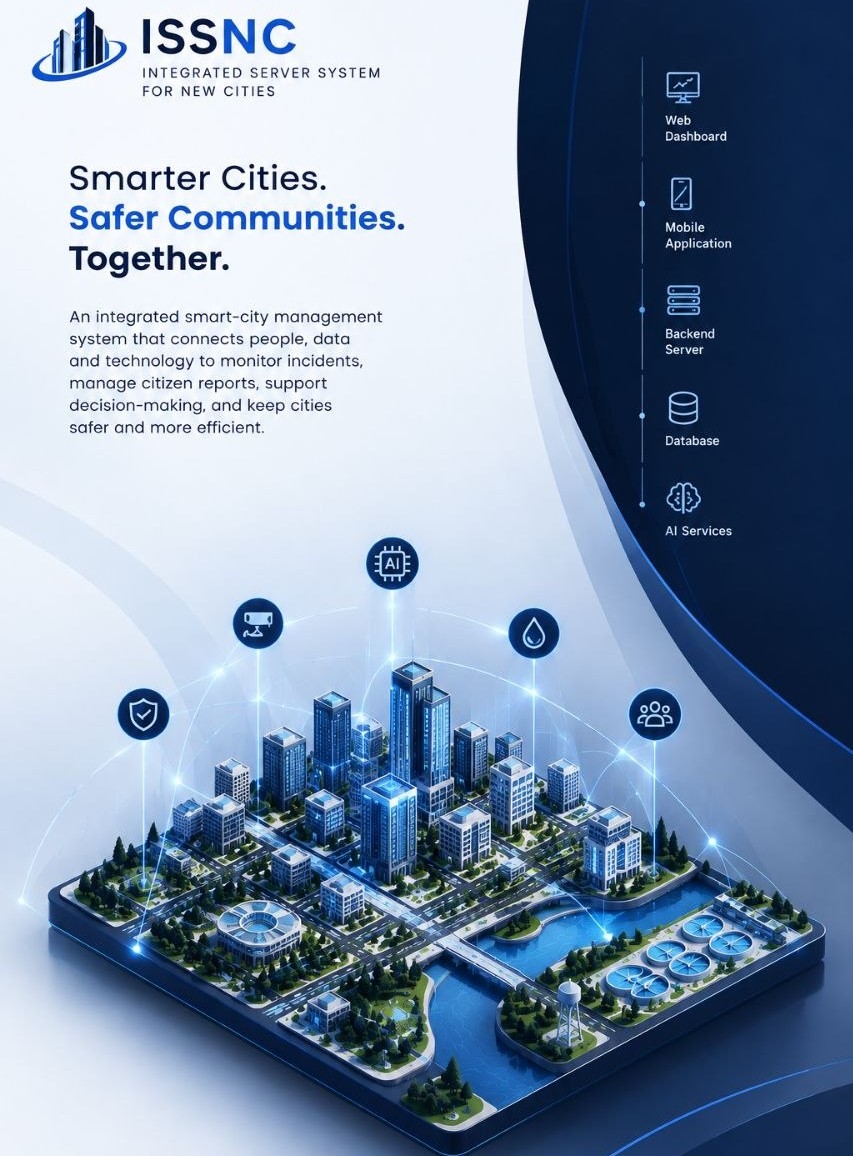 ISSNC
INTEGRATED SERVER SYSTEM
FOR NEW CITIES
Smarter Cities.
Safer Communities.
Together.
An integrated smart-city management
system that connects people, data
and technology to monitor incidents,
manage citizen reports, support
decision-making, and keep cities
safer and more efficient.
Web
Dashboard
Mobile
Application
Backend
Server
Database
AI Services
AI